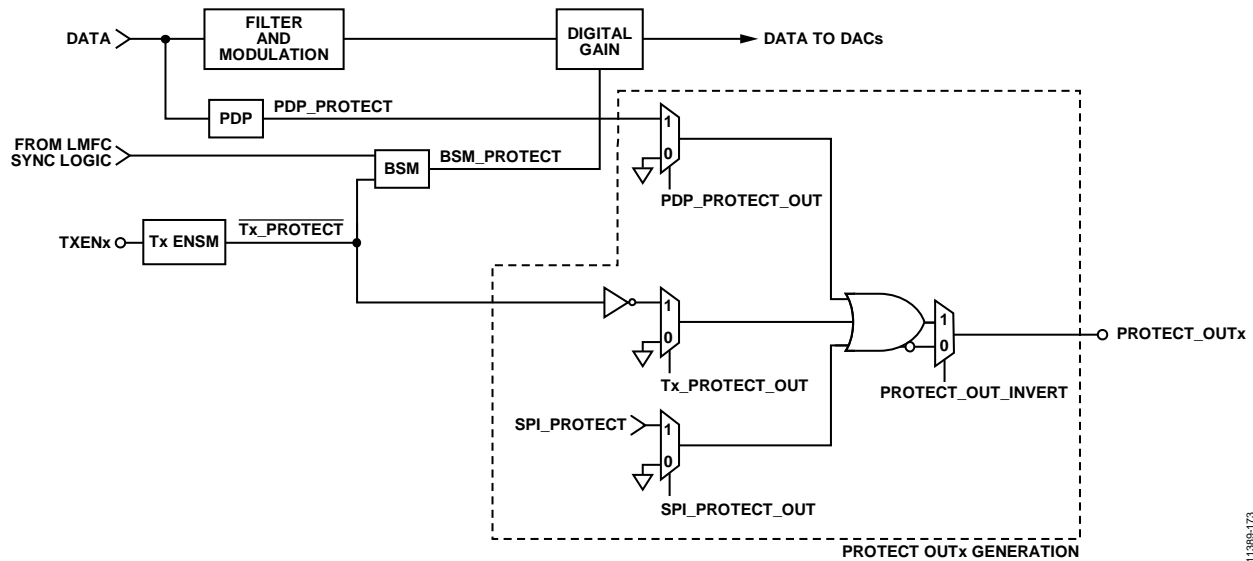 DATA
FILTER
AND
MODULATION
DIGITAL
GAIN
DATA TO DACs
PDP
PDP_PROTECT
FROM LMFC
SYNC LOGIC
BSM
BSM_PROTECT
1
0
PDP_PROTECT_OUT
TXENx
Tx ENSM
Tx_PROTECT
1
0
Tx_PROTECT_OUT
1
0
PROTECT_OUTx
PROTECT_OUT_INVERT
SPI_PROTECT
1
0
SPI_PROTECT_OUT
PROTECT OUTx GENERATION
11389-173